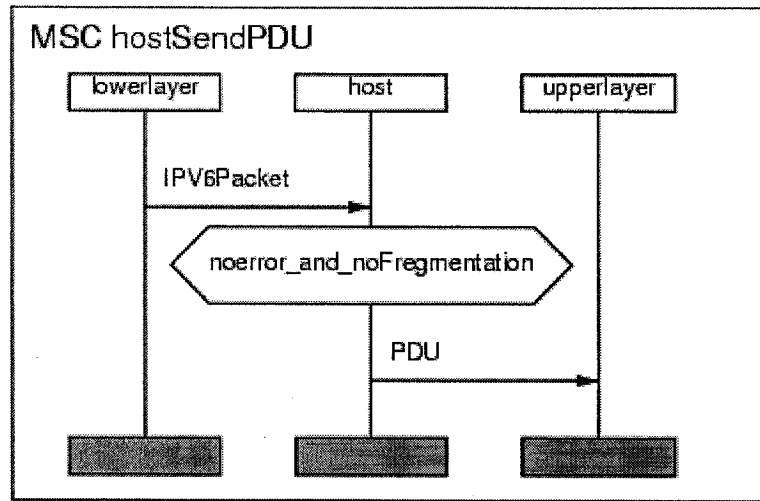 MSC hostSendPDU
lowerlayer host upperlayer
IPV6Packet
noerror_and_noFregmentation
PDU